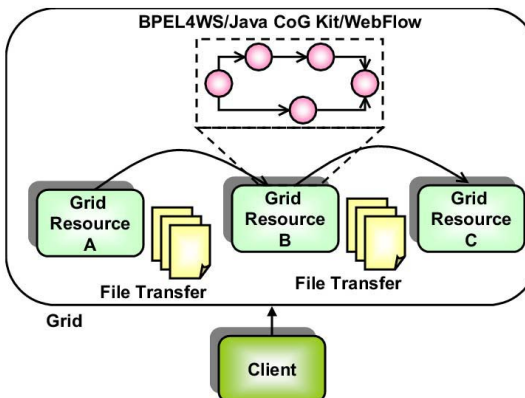 BPEL4WS/Java CoG Kit/WebFlow
Grid
Resource
A
Grid
Resource
B
Grid
Resource
C
File Transfer
File Transfer
Grid
Client